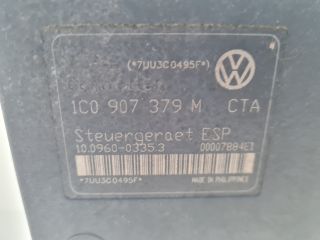 (*7UU3C0495F*)
1C0 907 379 M CTA
Steuergeraet ESP
10.0960-0335.3 00007884E1
*7UU3C0495F*
MADE IN PHILIPPINES